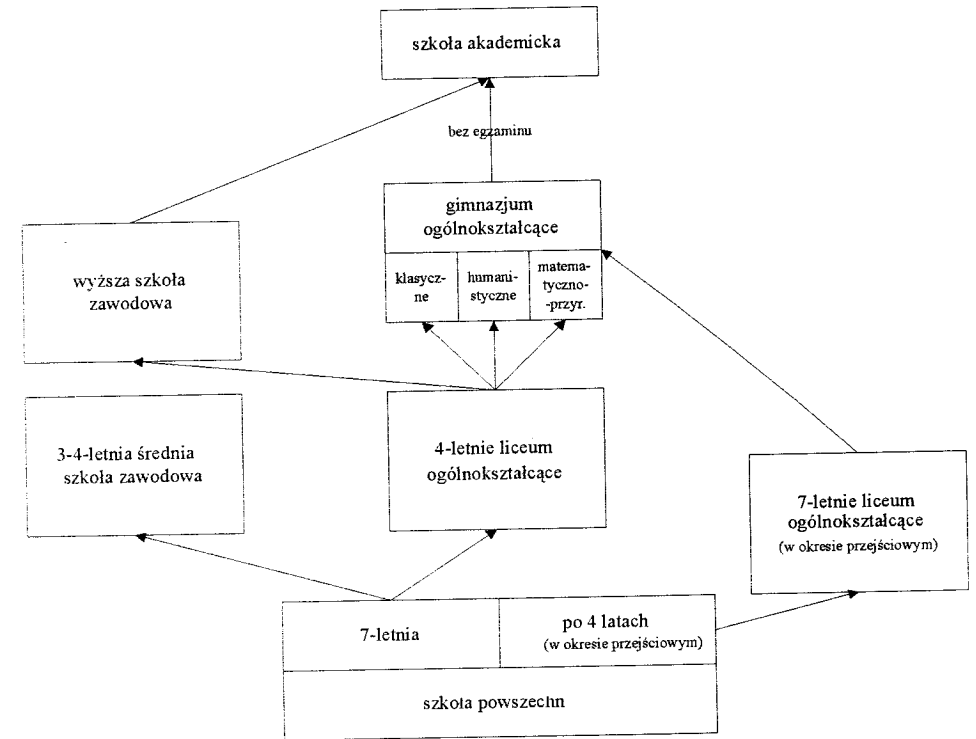 szkoła akademicka
bez egzaminu
gimnazjum
ogólnokształcące
klasycz-
ne
humani-
styczne
matema-
tyczno-
-przyr.
wyższa szkoła
zawodowa
3-4-letnia średnia
szkoła zawodowa
4-letnie liceum
ogólnokształcące
7-letnie liceum
ogólnokształcące
(w okresie przejściowym)
7-letnia
po 4 latach
(w okresie przejściowym)
szkoła powszechn